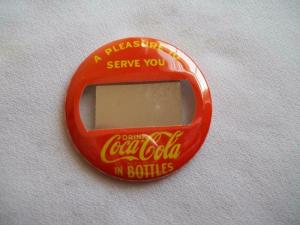 A PLEASURE TO
SERVE YOU
DRINK
Coca-Cola
IN BOTTLES